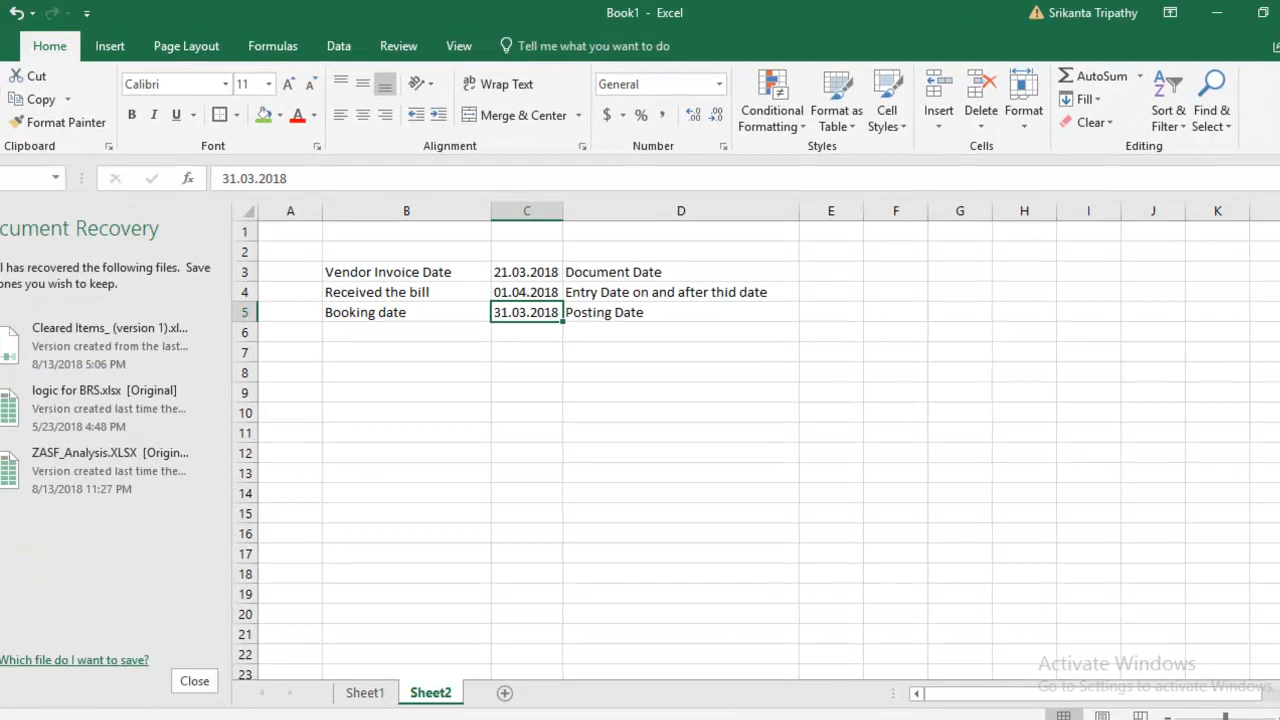 Book1 - Excel
Srikanta Tripathy
Home Insert Page Layout Formulas Data Review View Tell me what you want to do
Cut
Copy
Format Painter
Clipboard
Calibri 11
B I U A
Font
Wrap Text
Merge & Center
Alignment
General
$ % ,
Number
Conditional Formatting
Format as Table
Cell Styles
Styles
Insert
Delete
Format
Cells
AutoSum
Fill
Clear
Sort & Filter
Find & Select
Editing
fx 31.03.2018
cument Recovery
l has recovered the following files. Save
ones you wish to keep.
Cleared Items_ (version 1).xl...
Version created from the last...
8/13/2018 5:06 PM
logic for BRS.xlsx [Original]
Version created last time the...
5/23/2018 4:48 PM
ZASF_Analysis.XLSX [Origin...
Version created last time the...
8/13/2018 11:27 PM
Which file do I want to save?
Close
A B C D E F G H I J K
1
2
3 Vendor Invoice Date 21.03.2018 Document Date
4 Received the bill 01.04.2018 Entry Date on and after thid date
5 Booking date 31.03.2018 Posting Date
6
7
8
9
10
11
12
13
14
15
16
17
18
19
20
21
22
23
Activate Windows
Go to Settings to activate Windows.
Sheet1 Sheet2